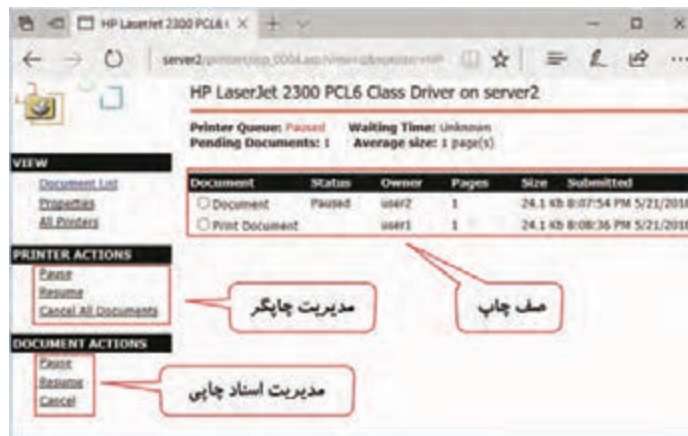 HP LaserJet 2300 PCL6 C
server2/
HP LaserJet 2300 PCL6 Class Driver on server2
Printer Queue: Paused Waiting Time: Unknown
Pending Documents: 1 Average size: 1 page(s)
VIEW
Document List
Properties
All Printers
Document Status Owner Pages Size Submitted
Document Paused user2 1 24.1 Kb 8:07:54 PM 5/21/2018
Print Document user1 1 24.1 Kb 8:08:36 PM 5/21/2018
PRINTER ACTIONS
Pause
Resume
Cancel All Documents
مدیریت چاپگر
صف چاپ
DOCUMENT ACTIONS
Pause
Resume
Cancel
مدیریت اسناد چاپی